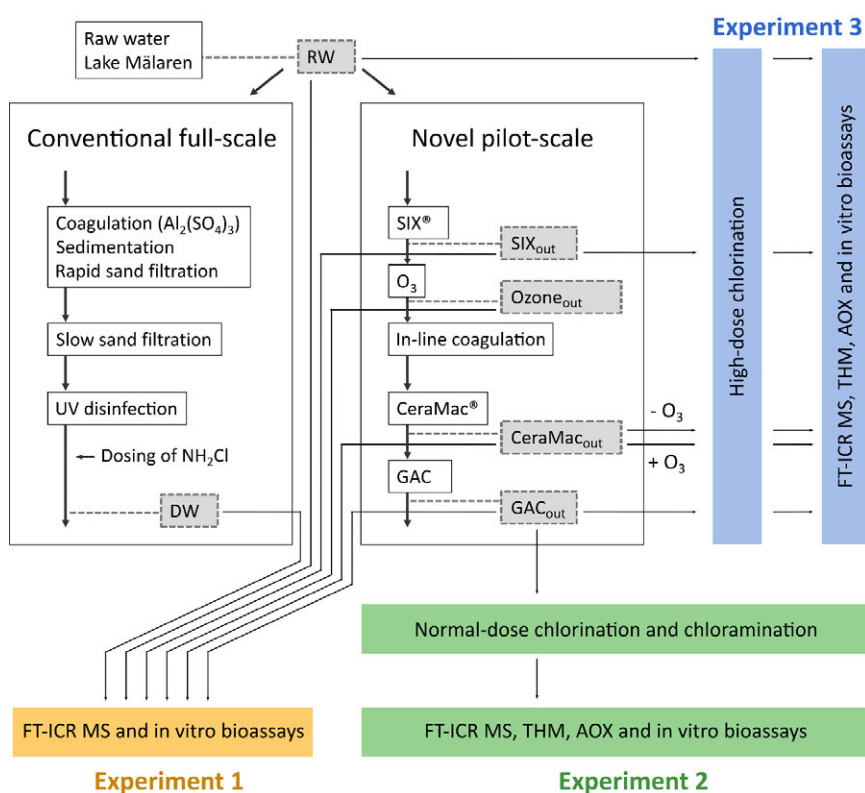 Experiment 3
Raw water
Lake Mälaren
RW
Conventional full-scale
Coagulation (Al₂(SO₄)₃)
Sedimentation
Rapid sand filtration
Slow sand filtration
UV disinfection
Dosing of NH₂Cl
DW
Novel pilot-scale
SIX®
SIXout
O₃
Ozoneout
In-line coagulation
CeraMac®
CeraMacout
- O₃
+ O₃
GAC
GACout
High-dose chlorination
FT-ICR MS, THM, AOX and in vitro bioassays
Normal-dose chlorination and chloramination
FT-ICR MS and in vitro bioassays
FT-ICR MS, THM, AOX and in vitro bioassays
Experiment 1
Experiment 2